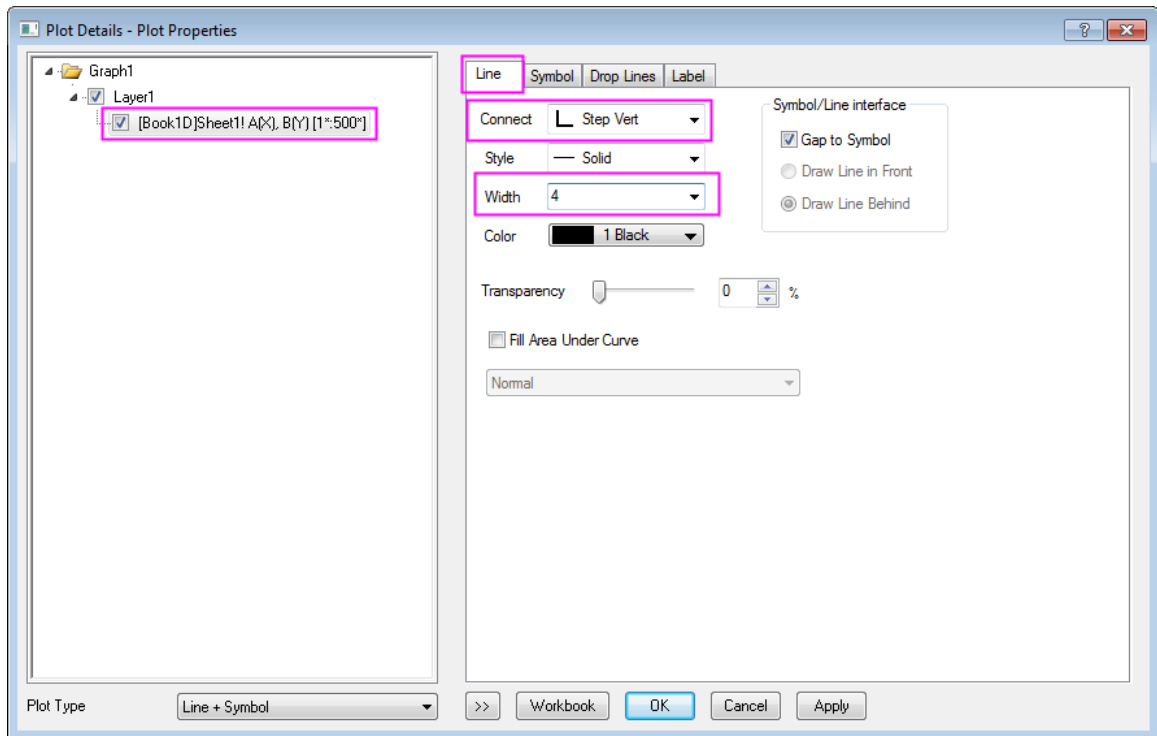 Plot Details - Plot Properties
Graph1
Layer1
[Book1D]Sheet1! A(X), B(Y) [1*:500*]
Line Symbol Drop Lines Label
Connect Step Vert
Style Solid
Width 4
Color 1 Black
Symbol/Line interface
Gap to Symbol
Draw Line in Front
Draw Line Behind
Transparency 0 %
Fill Area Under Curve
Normal
Plot Type Line + Symbol
>> Workbook OK Cancel Apply